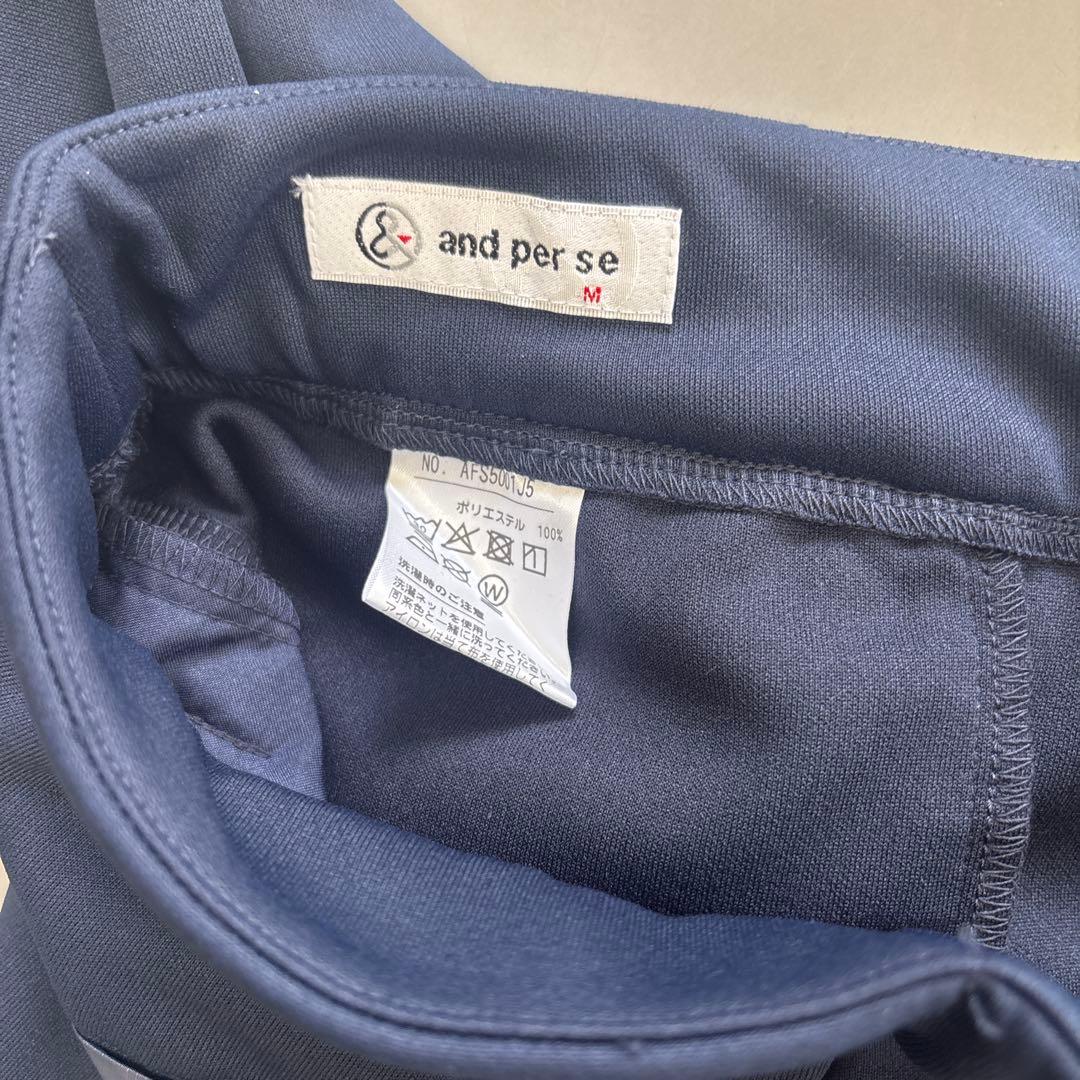 & and per se
M
NO. AFS5001J5
ポリエステル 100%
W
洗濯時のご注意
洗濯ネットを使用してください。
同系色と一緒に洗ってください
アイロンは当て布を使用してく